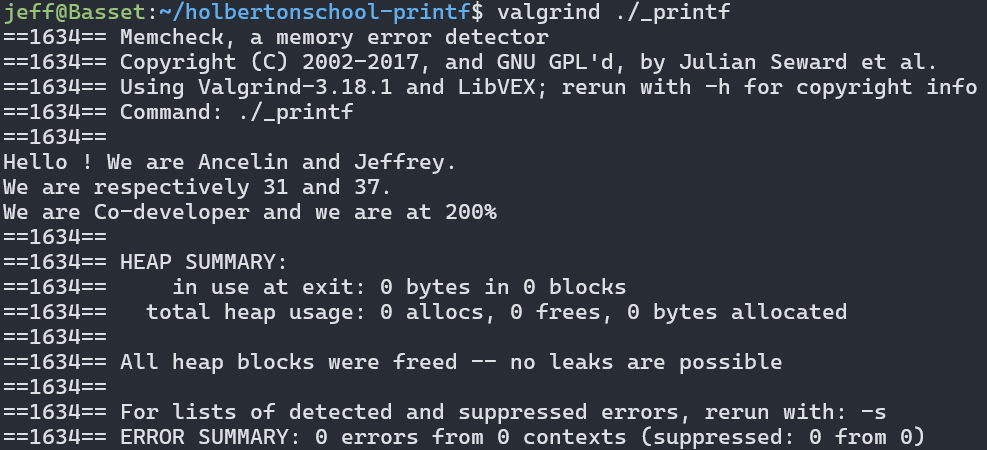 jeff@Basset:~/holbertonschool-printf$ valgrind ./_printf
==1634== Memcheck, a memory error detector
==1634== Copyright (C) 2002-2017, and GNU GPL'd, by Julian Seward et al.
==1634== Using Valgrind-3.18.1 and LibVEX; rerun with -h for copyright info
==1634== Command: ./_printf
==1634==
Hello ! We are Ancelin and Jeffrey.
We are respectively 31 and 37.
We are Co-developer and we are at 200%
==1634==
==1634== HEAP SUMMARY:
==1634==     in use at exit: 0 bytes in 0 blocks
==1634==   total heap usage: 0 allocs, 0 frees, 0 bytes allocated
==1634==
==1634== All heap blocks were freed -- no leaks are possible
==1634==
==1634== For lists of detected and suppressed errors, rerun with: -s
==1634== ERROR SUMMARY: 0 errors from 0 contexts (suppressed: 0 from 0)